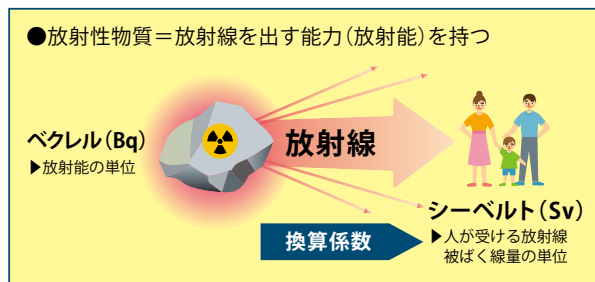 ●放射性物質＝放射線を出す能力（放射能）を持つ
ベクレル（Bq）
▶放射能の単位
放射線
シーベルト（Sv）
換算係数
▶人が受ける放射線
被ばく線量の単位